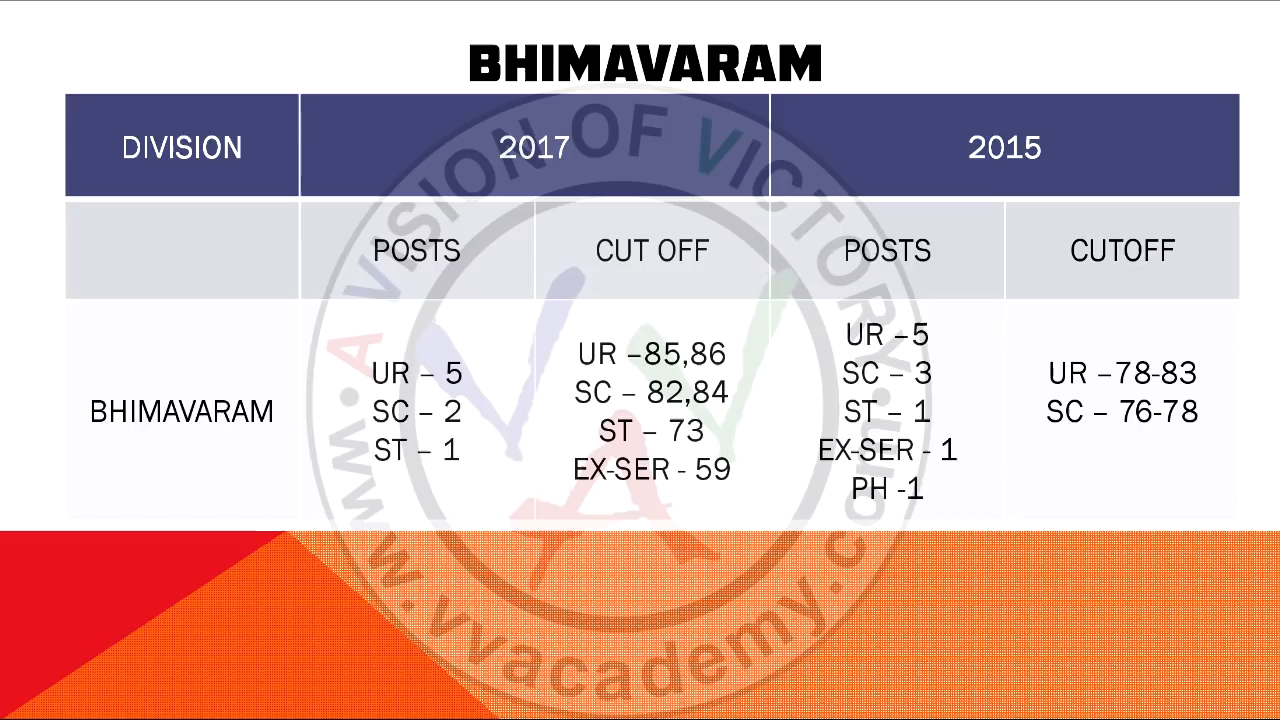 BHIMAVARAM
DIVISION 2017 2015
POSTS CUT OFF POSTS CUTOFF
BHIMAVARAM
UR – 5
SC – 2
ST – 1
UR –85,86
SC – 82,84
ST – 73
EX-SER - 59
UR –5
SC – 3
ST – 1
EX-SER - 1
PH -1
UR –78-83
SC – 76-78
A VISION OF VICTORY
www.vvacademy.com
VVA